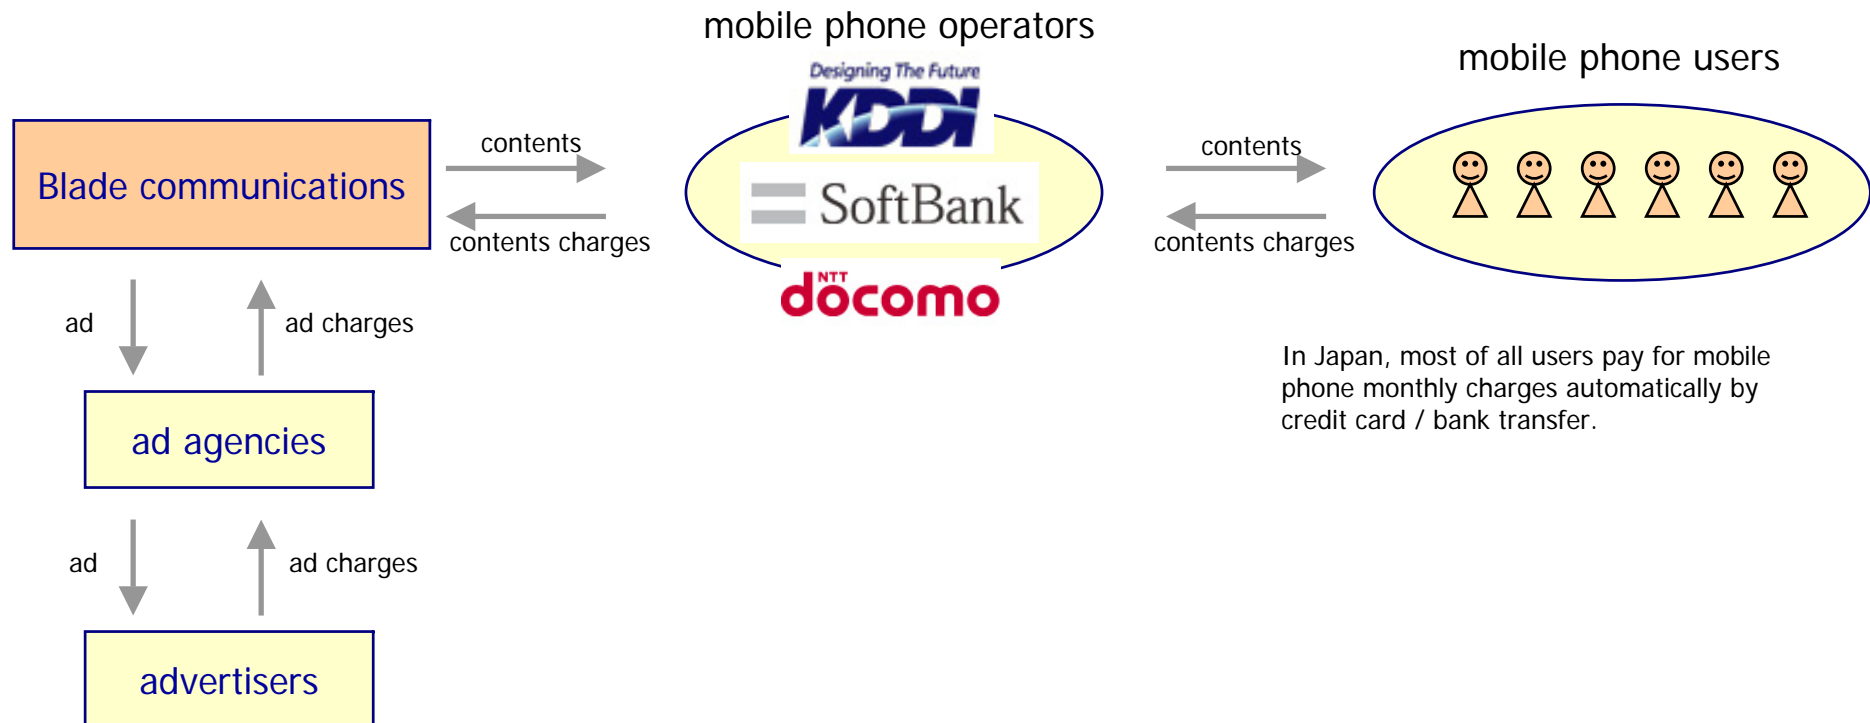 mobile phone operators
mobile phone users
Designing The Future
KDDI
SoftBank
NTT
döcomo
Blade communications
contents
contents charges
contents
contents charges
ad
ad charges
In Japan, most of all users pay for mobile
phone monthly charges automatically by
credit card / bank transfer.
ad agencies
ad
ad charges
advertisers